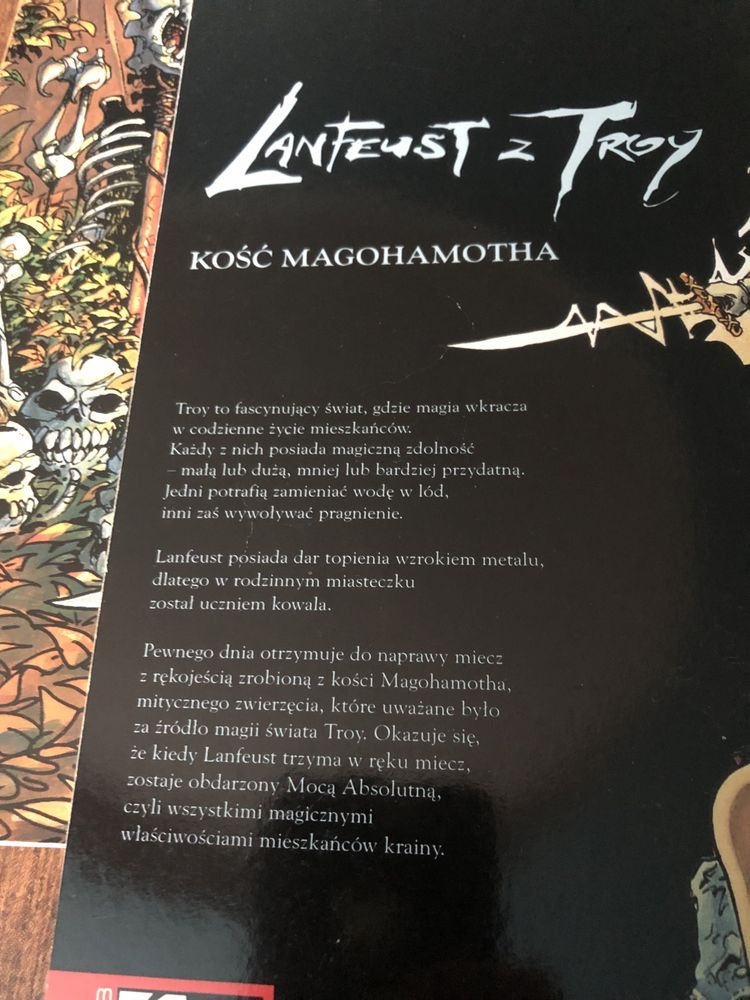 LANFEUST Z TROY
KOŚĆ MAGOHAMOTHA
Troy to fascynujący świat, gdzie magia wkracza
w codzienne życie mieszkańców.
Każdy z nich posiada magiczną zdolność
– małą lub dużą, mniej lub bardziej przydatną.
Jedni potrafią zamieniać wodę w lód,
inni zaś wywoływać pragnienie.
Lanfeust posiada dar topienia wzrokiem metalu,
dlatego w rodzinnym miasteczku
został uczniem kowala.
Pewnego dnia otrzymuje do naprawy miecz
z rękojeścią zrobioną z kości Magohamotha,
mitycznego zwierzęcia, które uważane było
za źródło magii świata Troy. Okazuje się,
że kiedy Lanfeust trzyma w ręku miecz,
zostaje obdarzony Mocą Absolutną,
czyli wszystkimi magicznymi
właściwościami mieszkańców krainy.